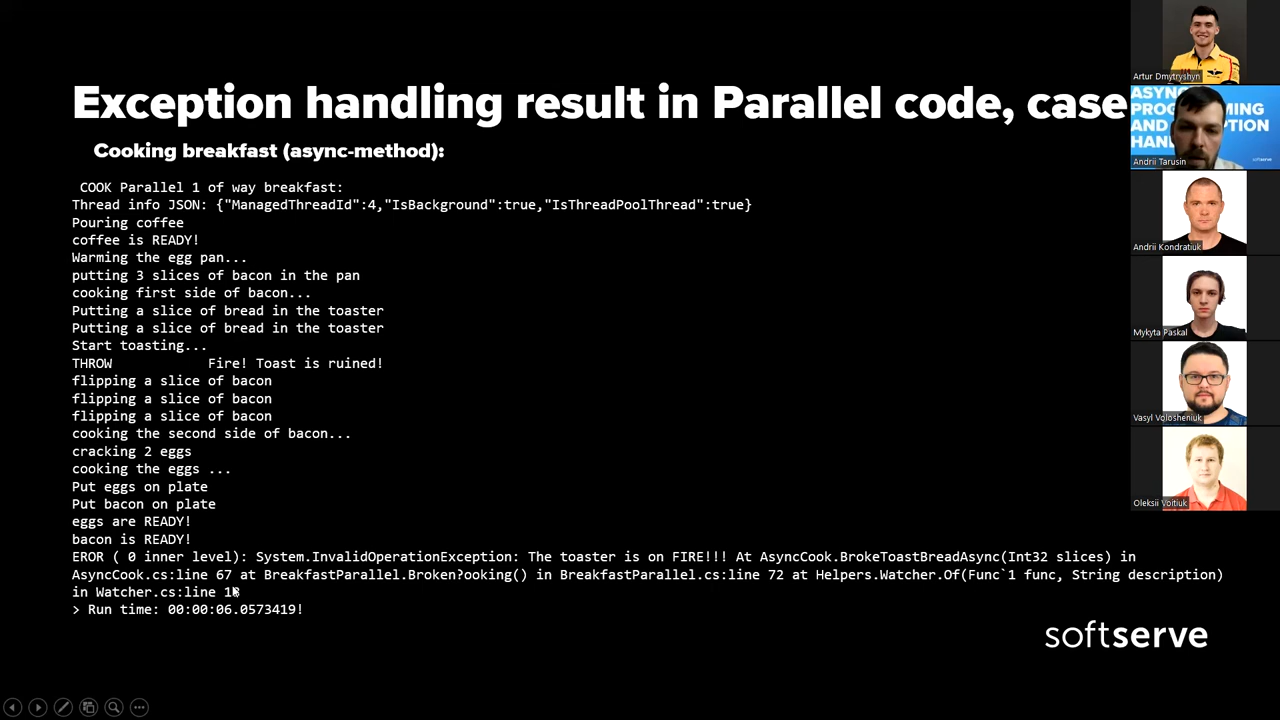 Exception handling result in Parallel code, case
Cooking breakfast (async-method):
COOK Parallel 1 of way breakfast:
Thread info JSON: {"ManagedThreadId":4,"IsBackground":true,"IsThreadPoolThread":true}
Pouring coffee
coffee is READY!
Warming the egg pan...
putting 3 slices of bacon in the pan
cooking first side of bacon...
Putting a slice of bread in the toaster
Putting a slice of bread in the toaster
Start toasting...
THROW Fire! Toast is ruined!
flipping a slice of bacon
flipping a slice of bacon
flipping a slice of bacon
cooking the second side of bacon...
cracking 2 eggs
cooking the eggs ...
Put eggs on plate
Put bacon on plate
eggs are READY!
bacon is READY!
EROR ( 0 inner level): System.InvalidOperationException: The toaster is on FIRE!!! At AsyncCook.BrokeToastBreadAsync(Int32 slices) in
AsyncCook.cs:line 67 at BreakfastParallel.Broken?ooking() in BreakfastParallel.cs:line 72 at Helpers.Watcher.Of(Func`1 func, String description)
in Watcher.cs:line
> Run time: 00:00:06.0573419!
softserve
Artur Dmytryshyn
ASYNC
AND
softserve
Andrii Tarusin
Andrii Kondratiuk
Mykyta Paskal
Vasyl Volosheniuk
Oleksii Voitiuk